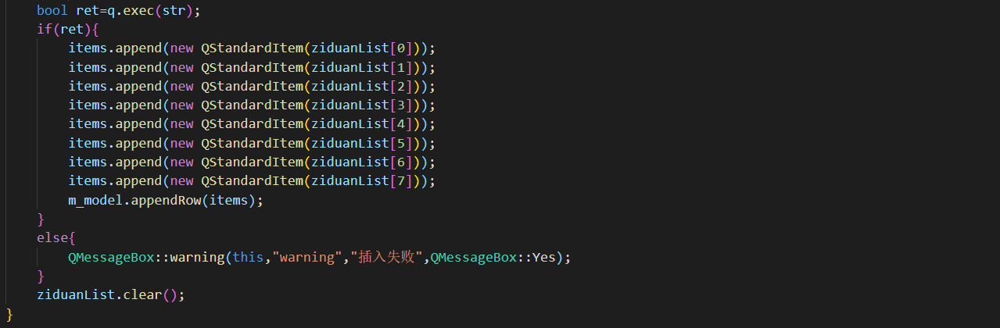 bool ret=q.exec(str);
if(ret){
items.append(new QStandardItem(ziduanList[0]));
items.append(new QStandardItem(ziduanList[1]));
items.append(new QStandardItem(ziduanList[2]));
items.append(new QStandardItem(ziduanList[3]));
items.append(new QStandardItem(ziduanList[4]));
items.append(new QStandardItem(ziduanList[5]));
items.append(new QStandardItem(ziduanList[6]));
items.append(new QStandardItem(ziduanList[7]));
m_model.appendRow(items);
}
else{
QMessageBox::warning(this,"warning","插入失败",QMessageBox::Yes);
}
ziduanList.clear();
}